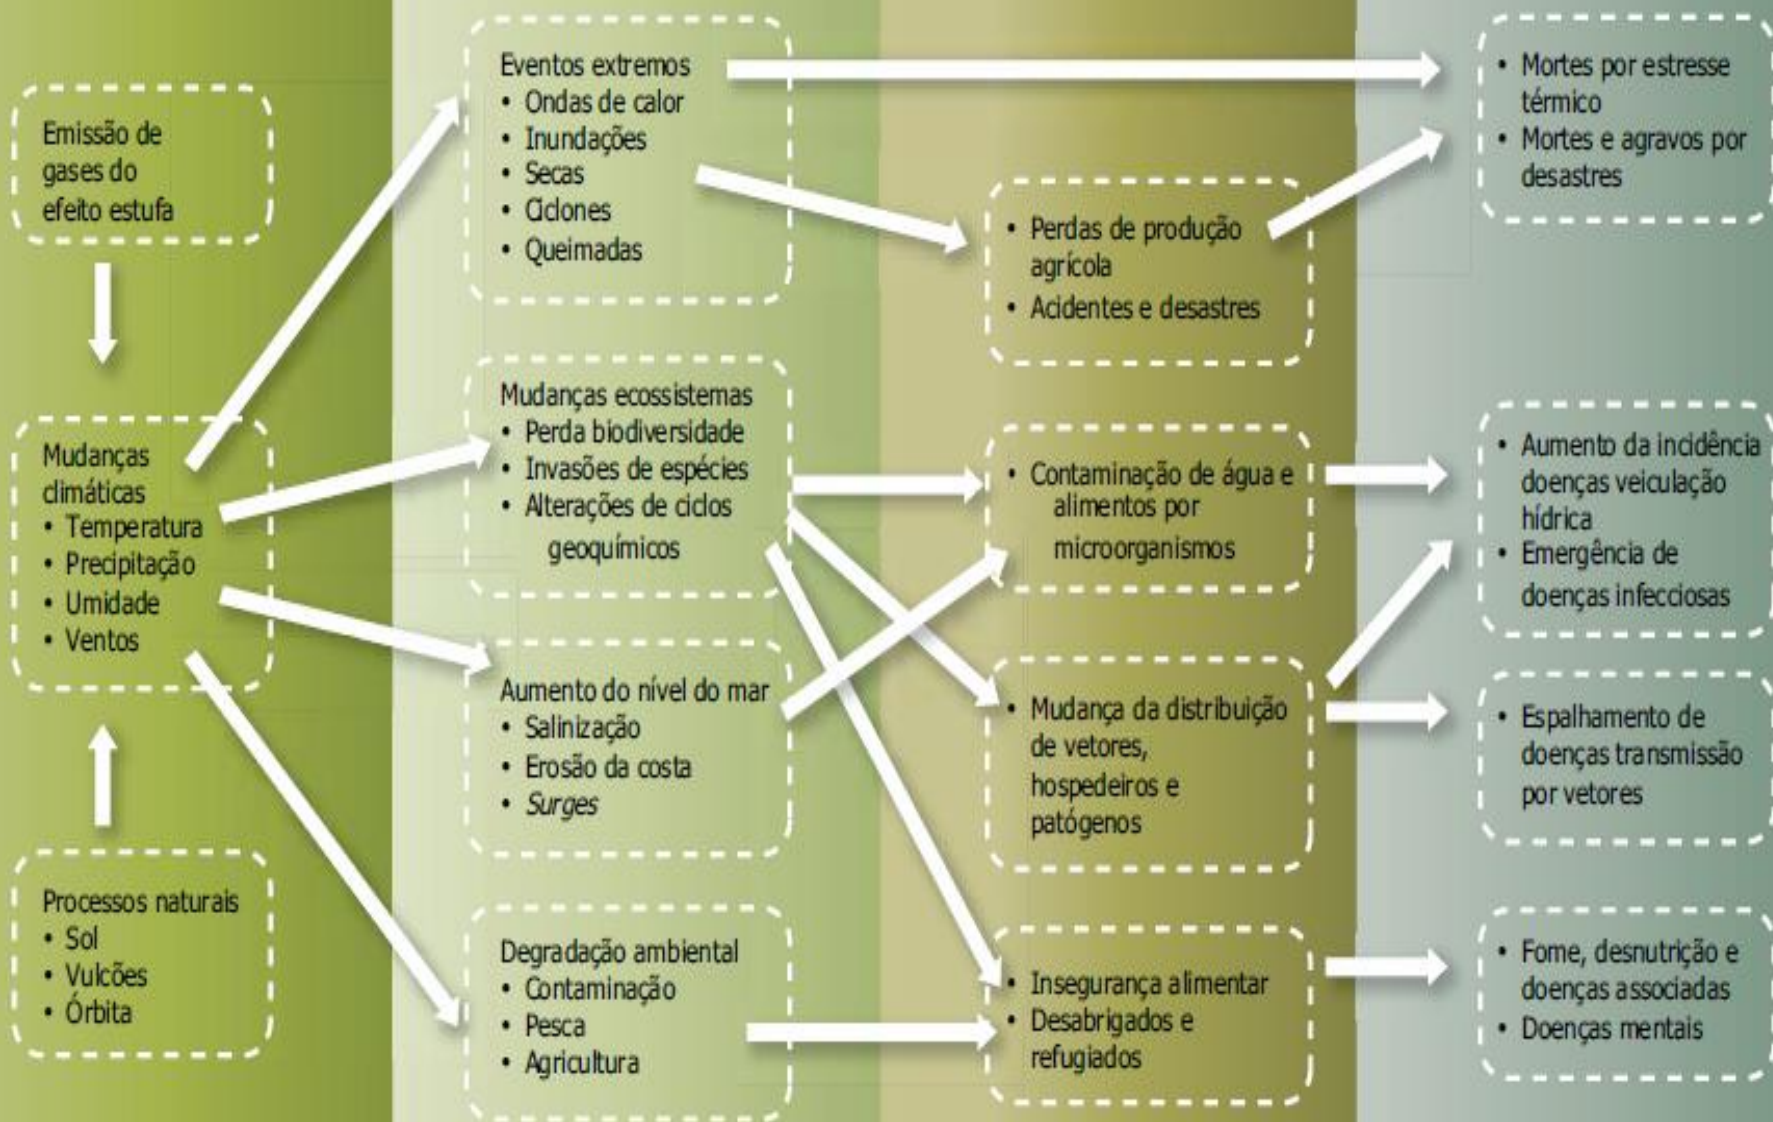 Emissão de
gases do
efeito estufa
Mudanças
climáticas
• Temperatura
• Precipitação
• Umidade
• Ventos
Processos naturais
• Sol
• Vulcões
• Órbita
Eventos extremos
• Ondas de calor
• Inundações
• Secas
• Ciclones
• Queimadas
Mudanças ecossistemas
• Perda biodiversidade
• Invasões de espécies
• Alterações de ciclos
geoquímicos
Aumento do nível do mar
• Salinização
• Erosão da costa
• Surges
Degradação ambiental
• Contaminação
• Pesca
• Agricultura
• Perdas de produção
agrícola
• Acidentes e desastres
• Contaminação de água e
alimentos por
microorganismos
• Mudança da distribuição
de vetores,
hospedeiros e
patógenos
• Insegurança alimentar
• Desabrigados e
refugiados
• Mortes por estresse
térmico
• Mortes e agravos por
desastres
• Aumento da incidência
doenças veiculação
hídrica
• Emergência de
doenças infecciosas
• Espalhamento de
doenças transmissão
por vetores
• Fome, desnutrição e
doenças associadas
• Doenças mentais